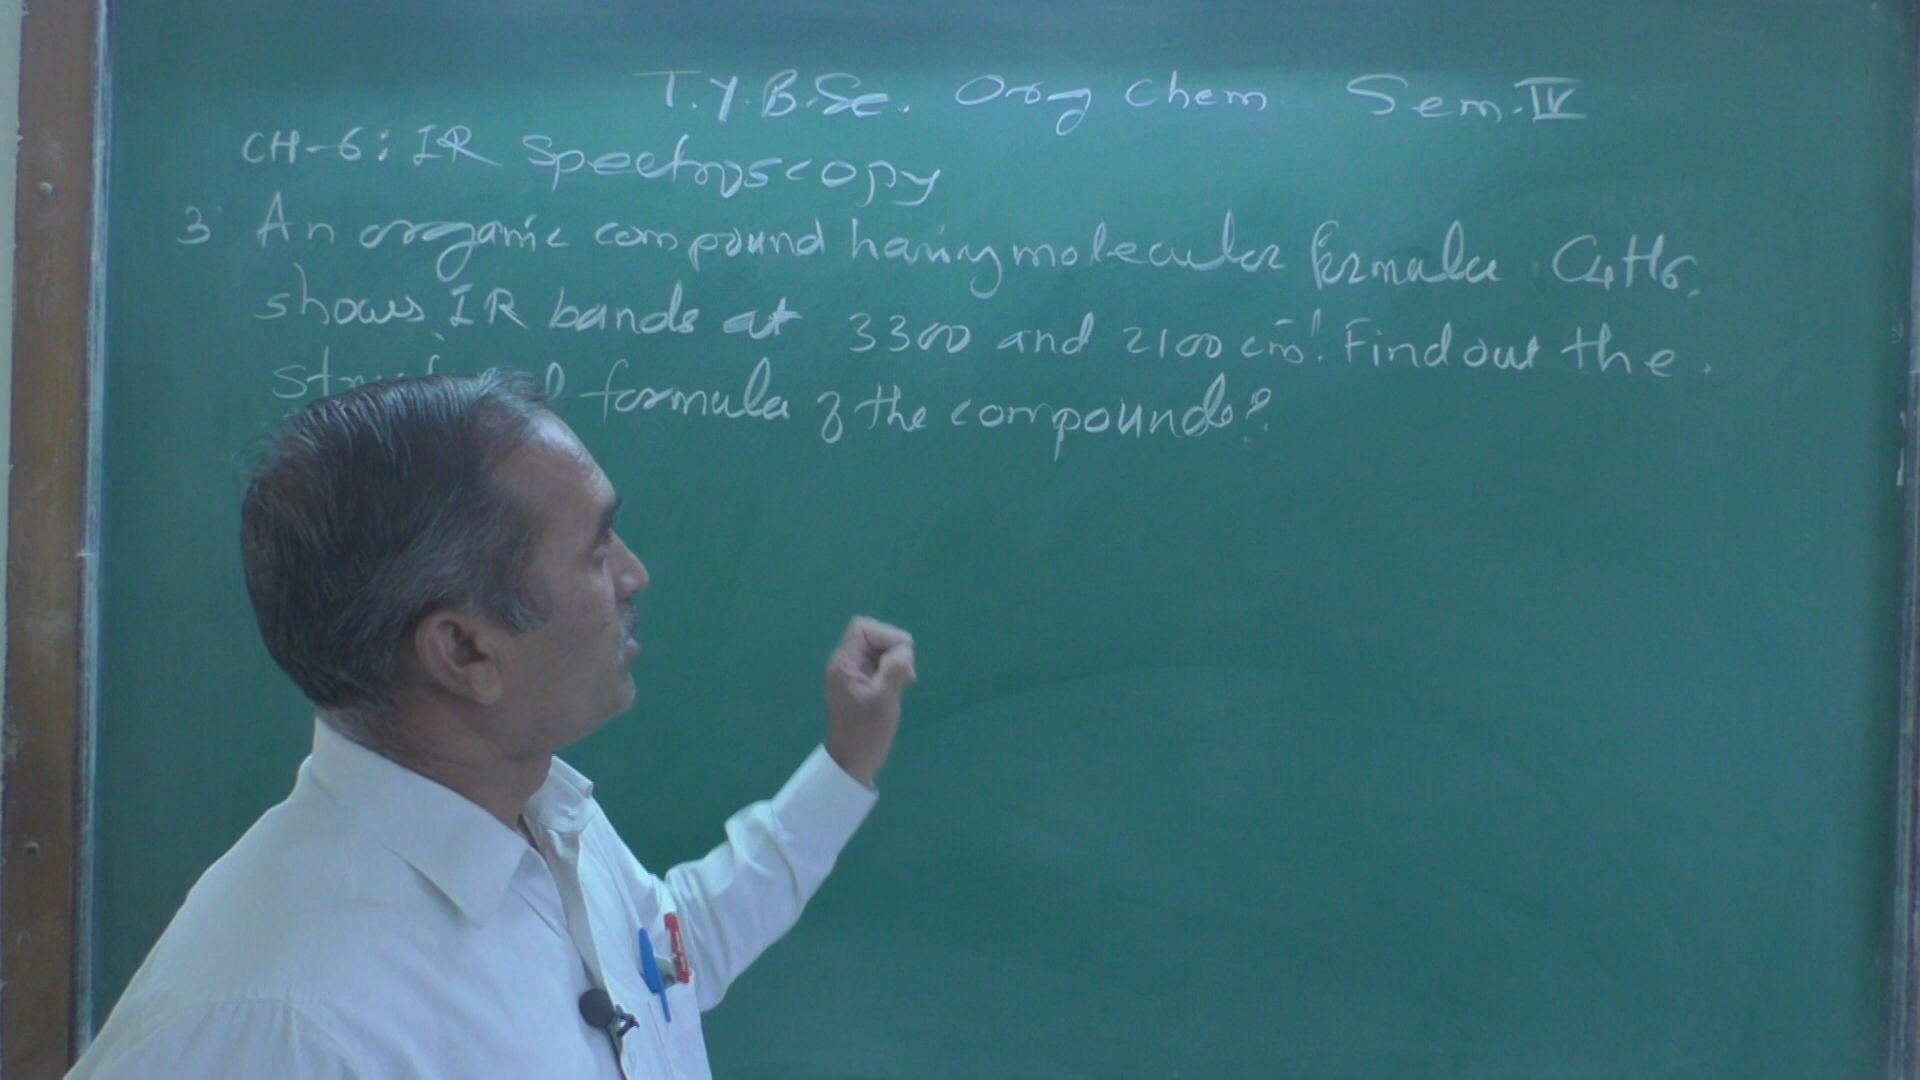 T.Y.B.Sc. Org Chem. Sem. IV
CH-6: IR Spectroscopy
3 An organic compound having molecular formula C4H6,
shows IR bands at 3300 and 2100 cm-1. Find out the.
formula of the compound?